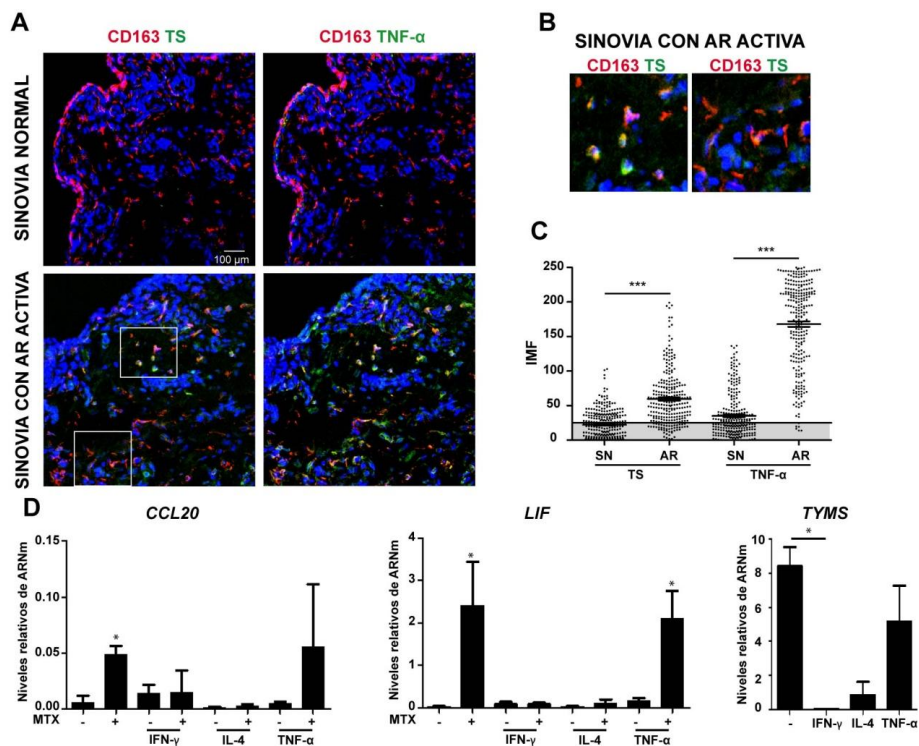 A
CD163 TS
CD163 TNF-α
SINOVIA NORMAL
100 µm
SINOVIA CON AR ACTIVA
B
SINOVIA CON AR ACTIVA
CD163 TS
CD163 TS
C
***
***
IMF
250
200
150
100
50
0
SN AR SN AR
TS TNF-α
D
CCL20
Niveles relativos de ARNm
0.15
0.10
0.05
0.00
*
MTX - + - + - + - +
IFN-γ IL-4 TNF-α
LIF
Niveles relativos de ARNm
4
3
2
1
0
*
*
MTX - + - + - + - +
IFN-γ IL-4 TNF-α
TYMS
Niveles relativos de ARNm
10
8
6
4
2
0
*
- IFN-γ IL-4 TNF-α